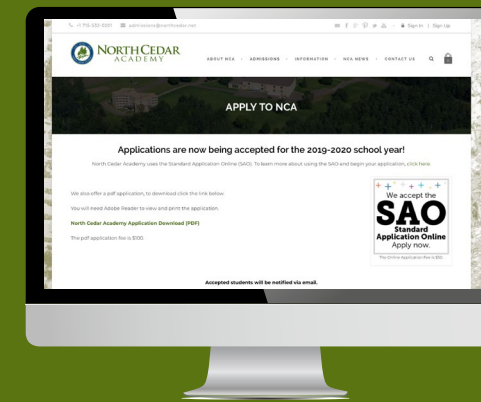 admissions@northcedar.net
Sign In | Sign Up
NORTH CEDAR
ACADEMY
ABOUT NCA
ADMISSIONS
INFORMATION
NCA NEWS
CONTACT US
APPLY TO NCA
Applications are now being accepted for the 2019-2020 school year!
North Cedar Academy uses the Standard Application Online (SAO). To learn more about using the SAO and begin your application, click here.
We also offer a pdf application, to download click the link below.
You will need Adobe Reader to view and print the application.
North Cedar Academy Application Download (PDF)
The pdf application fee is $100.
We accept the
SAO
Standard
Application Online
Apply now.
Accepted students will be notified via email.